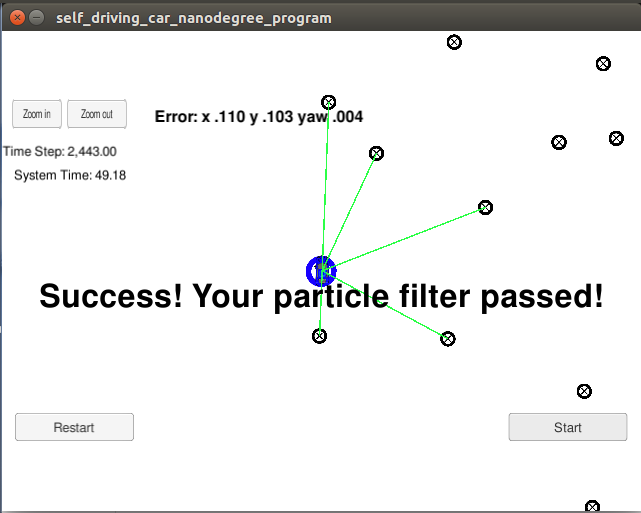 self_driving_car_nanodegree_program
Zoom in
Zoom out
Error: x .110 y .103 yaw .004
Time Step: 2,443.00
System Time: 49.18
Success! Your particle filter passed!
Restart
Start